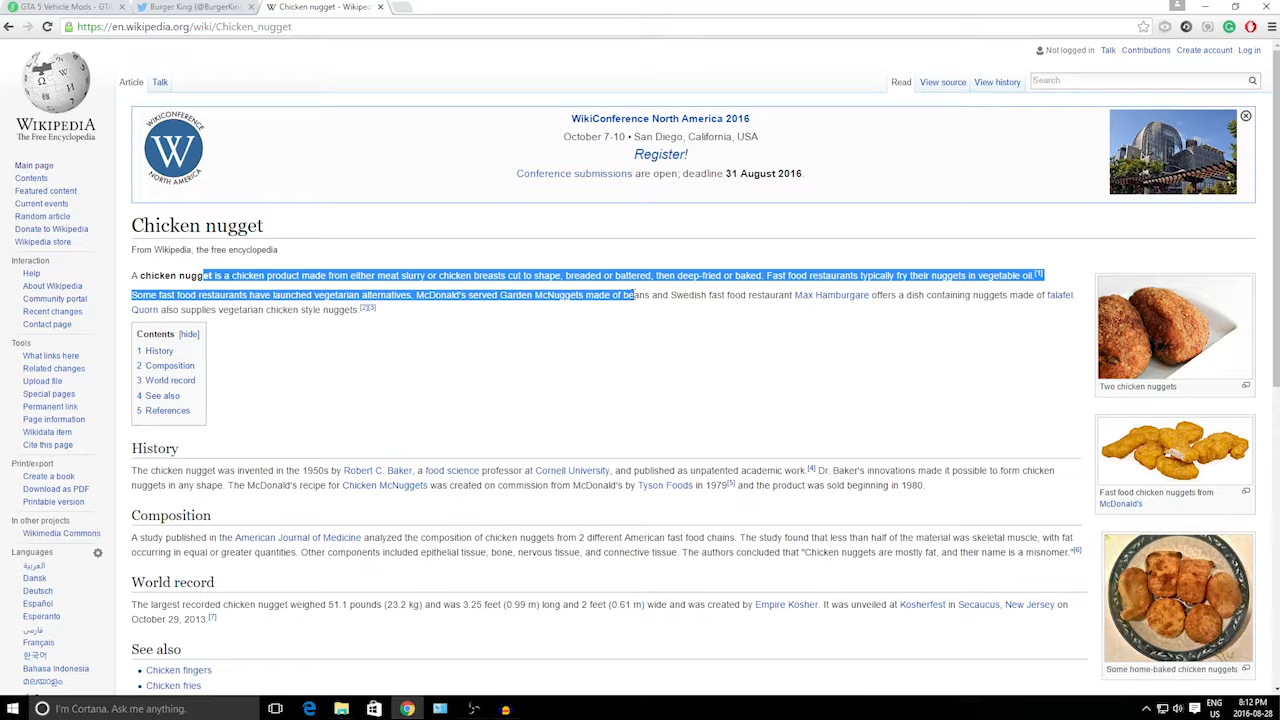 GTA 5 Vehicle Mods - GTA
Burger King (@BurgerKin
Chicken nugget - Wikiped
https://en.wikipedia.org/wiki/Chicken_nugget
Not logged in Talk Contributions Create account Log in
Article Talk Read View source View history Search
WIKIPEDIA
The Free Encyclopedia
WIKICONFERENCE
W
NORTH AMERICA
WikiConference North America 2016
October 7-10 • San Diego, California, USA
Register!
Conference submissions are open; deadline 31 August 2016.
Main page
Contents
Featured content
Current events
Random article
Donate to Wikipedia
Wikipedia store
Interaction
Help
About Wikipedia
Community portal
Recent changes
Contact page
Tools
What links here
Related changes
Upload file
Special pages
Permanent link
Page information
Wikidata item
Cite this page
Print/export
Create a book
Download as PDF
Printable version
In other projects
Wikimedia Commons
Languages
العربية
Dansk
Deutsch
Español
Esperanto
فارسی
Français
한국어
Bahasa Indonesia
മലയാളം
Chicken nugget
From Wikipedia, the free encyclopedia
A chicken nugget is a chicken product made from either meat slurry or chicken breasts cut to shape, breaded or battered, then deep-fried or baked. Fast food restaurants typically fry their nuggets in vegetable oil.[1]
Some fast food restaurants have launched vegetarian alternatives. McDonald's served Garden McNuggets made of beans and Swedish fast food restaurant Max Hamburgare offers a dish containing nuggets made of falafel.
Quorn also supplies vegetarian chicken style nuggets.[2][3]
Contents [hide]
1 History
2 Composition
3 World record
4 See also
5 References
Two chicken nuggets
Fast food chicken nuggets from
McDonald's
Some home-baked chicken nuggets
History
The chicken nugget was invented in the 1950s by Robert C. Baker, a food science professor at Cornell University, and published as unpatented academic work.[4] Dr. Baker's innovations made it possible to form chicken
nuggets in any shape. The McDonald's recipe for Chicken McNuggets was created on commission from McDonald's by Tyson Foods in 1979[5] and the product was sold beginning in 1980.
Composition
A study published in the American Journal of Medicine analyzed the composition of chicken nuggets from 2 different American fast food chains. The study found that less than half of the material was skeletal muscle, with fat
occurring in equal or greater quantities. Other components included epithelial tissue, bone, nervous tissue, and connective tissue. The authors concluded that "Chicken nuggets are mostly fat, and their name is a misnomer."[6]
World record
The largest recorded chicken nugget weighed 51.1 pounds (23.2 kg) and was 3.25 feet (0.99 m) long and 2 feet (0.61 m) wide and was created by Empire Kosher. It was unveiled at Kosherfest in Secaucus, New Jersey on
October 29, 2013.[7]
See also
Chicken fingers
Chicken fries
I'm Cortana. Ask me anything.
ENG
US
8:12 PM
2016-08-28